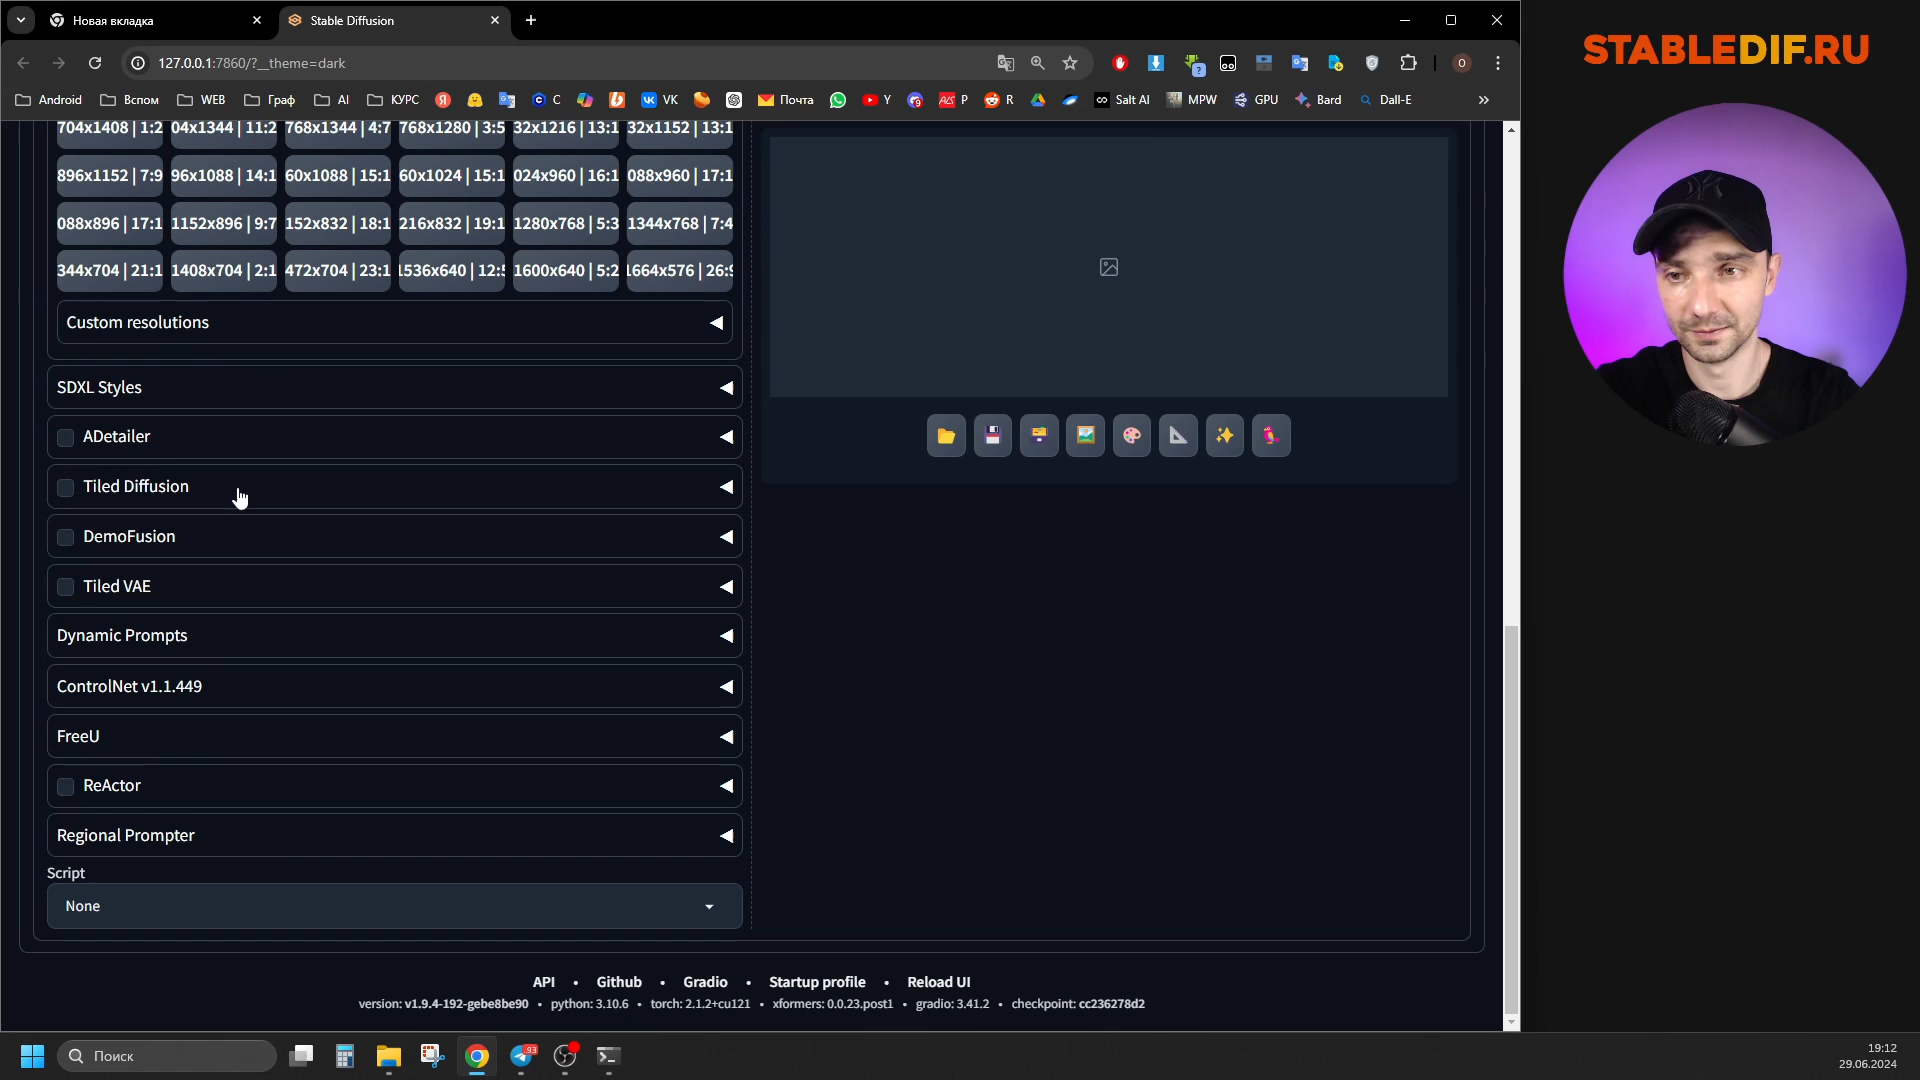 Новая вкладка
Stable Diffusion
STABLEDIF.RU
127.0.0.1:7860/?__theme=dark
Android
Вспом
WEB
Граф
AI
КУРС
C
VK
Почта
Y
P
R
Salt AI
MPW
GPU
Bard
Dall-E
704x1408 | 1:2
04x1344 | 11:2
768x1344 | 4:7
768x1280 | 3:5
32x1216 | 13:1
32x1152 | 13:1
896x1152 | 7:9
96x1088 | 14:1
60x1088 | 15:1
60x1024 | 15:1
024x960 | 16:1
088x960 | 17:1
088x896 | 17:1
1152x896 | 9:7
152x832 | 18:1
216x832 | 19:1
1280x768 | 5:3
1344x768 | 7:4
344x704 | 21:1
1408x704 | 2:1
472x704 | 23:1
1536x640 | 12:5
1600x640 | 5:2
1664x576 | 26:9
Custom resolutions
SDXL Styles
ADetailer
Tiled Diffusion
DemoFusion
Tiled VAE
Dynamic Prompts
ControlNet v1.1.449
FreeU
ReActor
Regional Prompter
Script
None
API • Github • Gradio • Startup profile • Reload UI
version: v1.9.4-192-gebe8be90 • python: 3.10.6 • torch: 2.1.2+cu121 • xformers: 0.0.23.post1 • gradio: 3.41.2 • checkpoint: cc236278d2
Поиск
93
19:12
29.06.2024